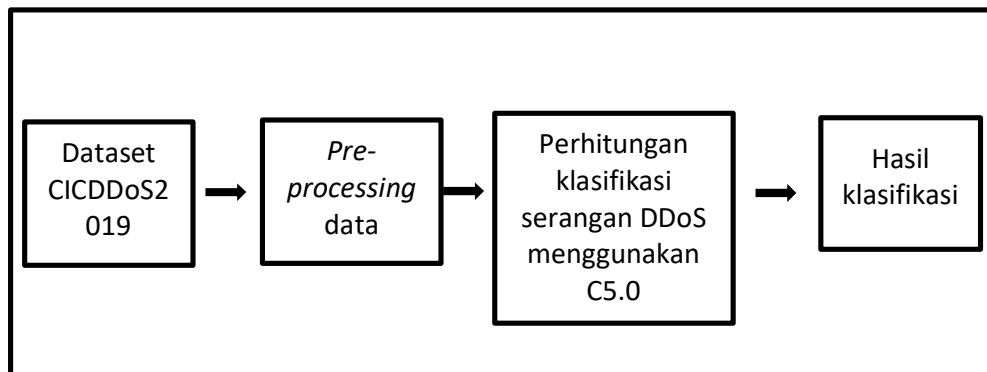 Dataset
CICDDoS2
019
Pre-
processing
data
Perhitungan
klasifikasi
serangan DDoS
menggunakan
C5.0
Hasil
klasifikasi